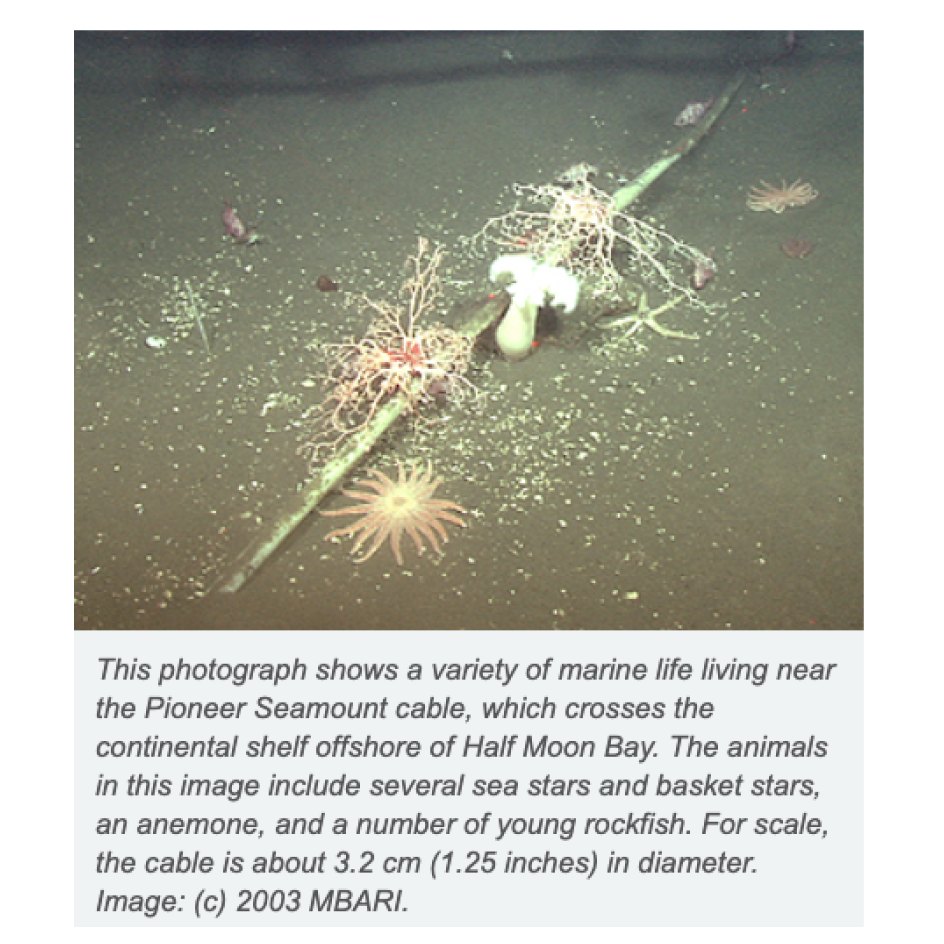 This photograph shows a variety of marine life living near
the Pioneer Seamount cable, which crosses the
continental shelf offshore of Half Moon Bay. The animals
in this image include several sea stars and basket stars,
an anemone, and a number of young rockfish. For scale,
the cable is about 3.2 cm (1.25 inches) in diameter.
Image: (c) 2003 MBARI.